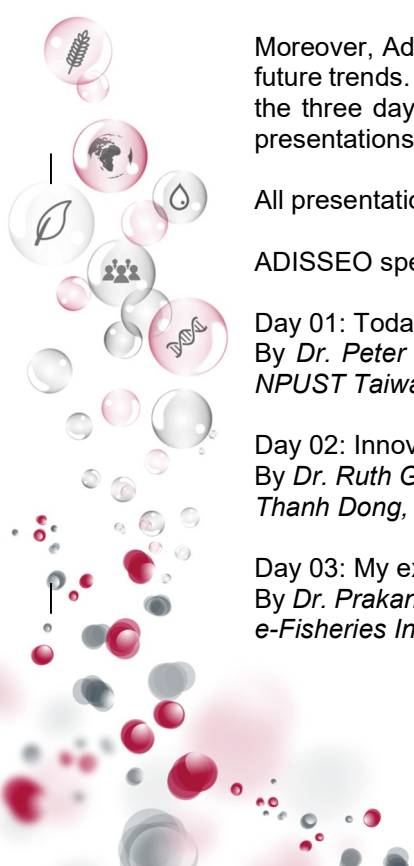 Moreover, Ad
future trends.
the three day
presentations
All presentatio
ADISSEO spe
Day 01: Toda
By Dr. Peter
NPUST Taiwa
Day 02: Innov
By Dr. Ruth G
Thanh Dong,
Day 03: My ex
By Dr. Prakan
e-Fisheries In